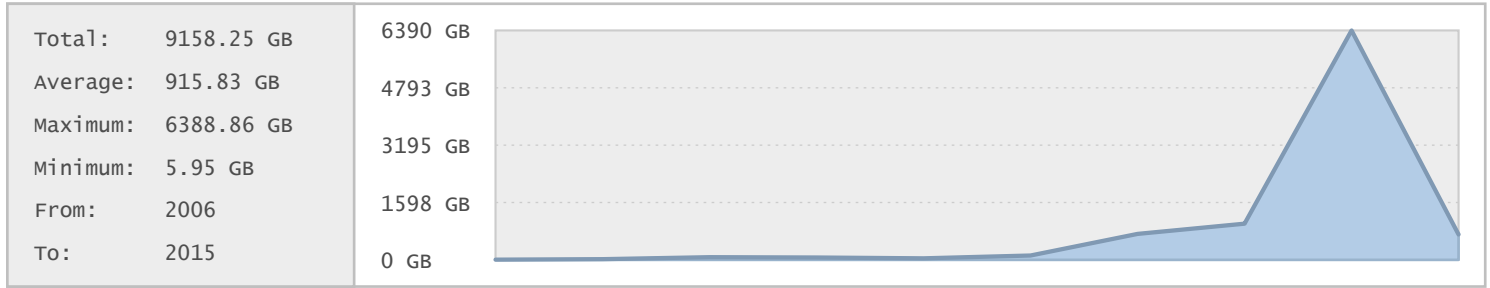 Total: 9158.25 GB
Average: 915.83 GB
Maximum: 6388.86 GB
Minimum: 5.95 GB
From: 2006
To: 2015
6390 GB
4793 GB
3195 GB
1598 GB
0 GB